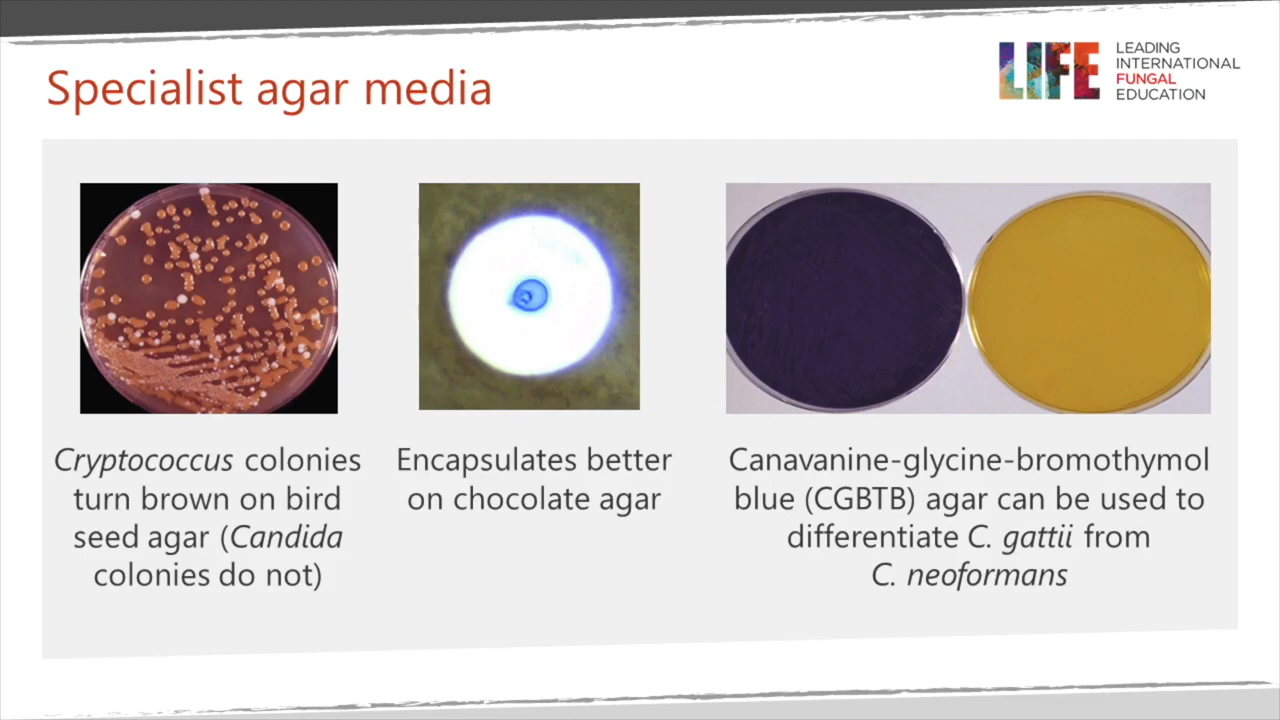 Specialist agar media
LIFE
LEADING
INTERNATIONAL
FUNGAL
EDUCATION
Cryptococcus colonies
turn brown on bird
seed agar (Candida
colonies do not)
Encapsulates better
on chocolate agar
Canavanine-glycine-bromothymol
blue (CGBTB) agar can be used to
differentiate C. gattii from
C. neoformans